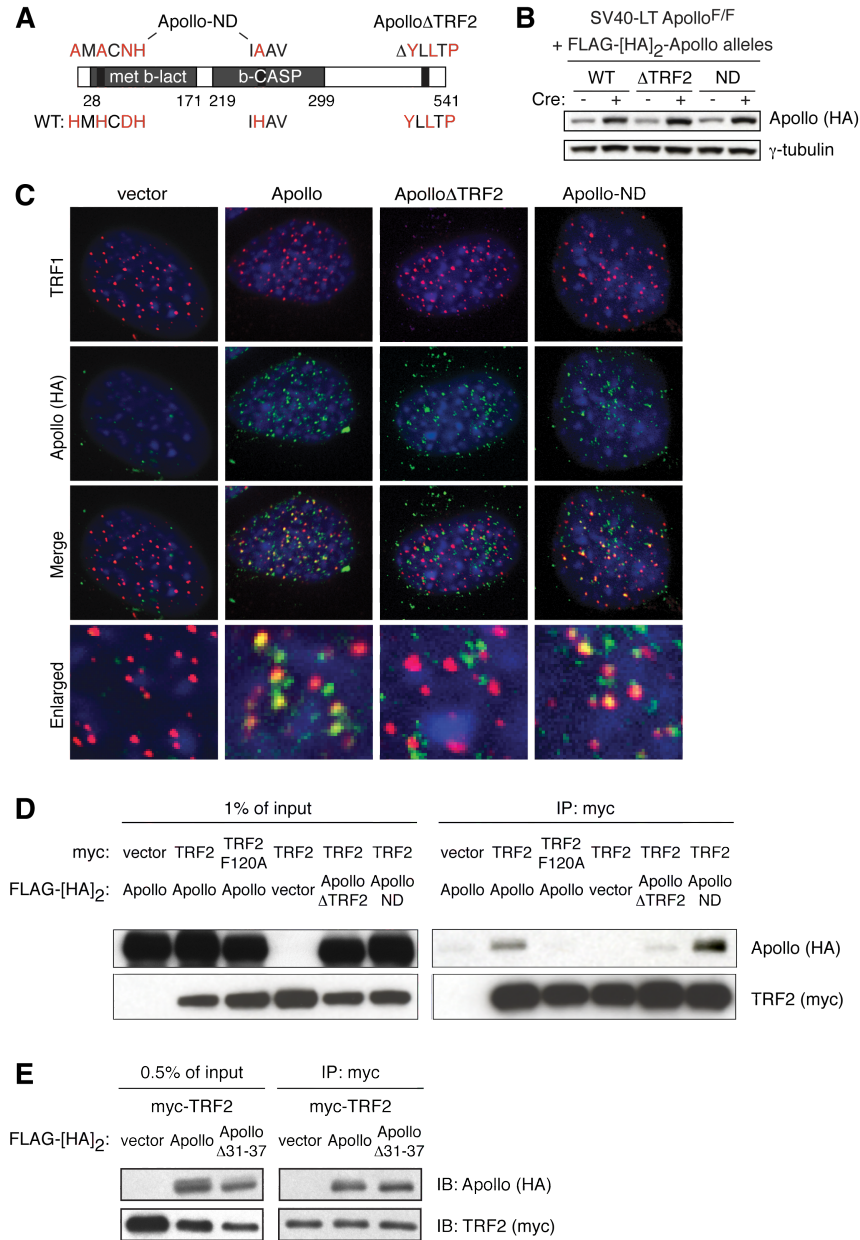 A
Apollo-ND
ApolloΔTRF2
AMACNH IAAV ΔYLLTP
met b-lact b-CASP
28 171 219 299 541
WT: HMHCDH IHAV YLLTP
B
SV40-LT ApolloF/F
+ FLAG-[HA]2-Apollo alleles
WT ΔTRF2 ND
Cre: - + - + - +
Apollo (HA)
γ-tubulin
C
vector Apollo ApolloΔTRF2 Apollo-ND
TRF1
Apollo (HA)
Merge
Enlarged
D
1% of input IP: myc
myc: vector TRF2 TRF2 F120A TRF2 TRF2 TRF2 vector TRF2 TRF2 F120A TRF2 TRF2 TRF2
FLAG-[HA]2: Apollo Apollo Apollo vector Apollo ΔTRF2 Apollo ND Apollo Apollo Apollo vector Apollo ΔTRF2 Apollo ND
Apollo (HA)
TRF2 (myc)
E
0.5% of input IP: myc
myc-TRF2 myc-TRF2
FLAG-[HA]2: vector Apollo Apollo Δ31-37 vector Apollo Apollo Δ31-37
IB: Apollo (HA)
IB: TRF2 (myc)